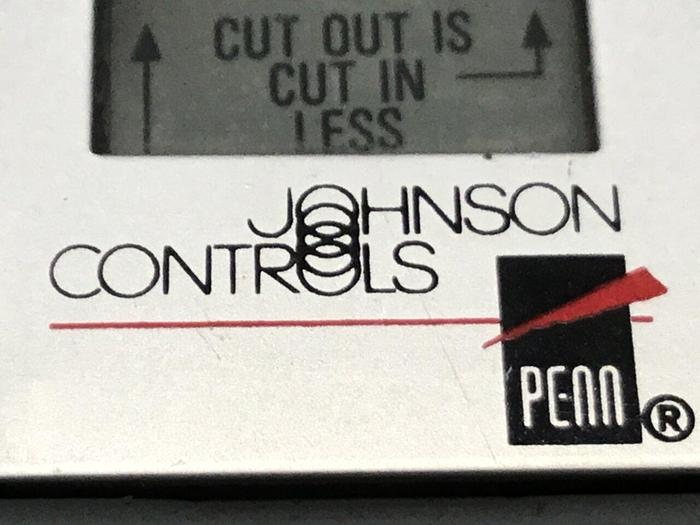 CUT OUT IS
CUT IN
LESS
JOHNSON
CONTROLS
PENN®